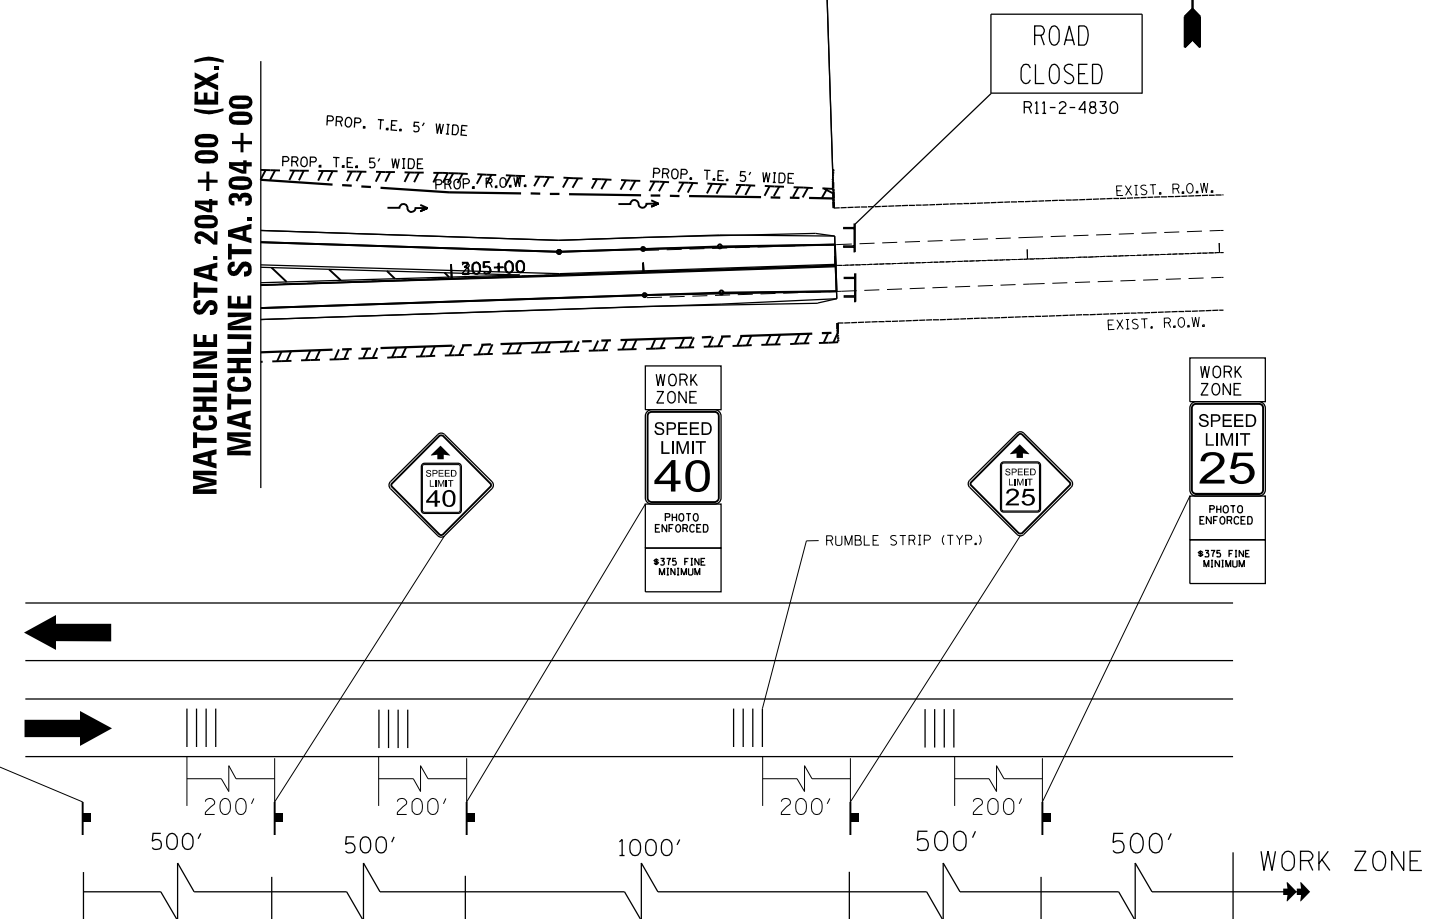 ROAD
CLOSED
R11-2-4830
MATCHLINE STA. 204+00 (EX.)
MATCHLINE STA. 304+00
PROP. T.E. 5' WIDE
PROP. T.E. 5' WIDE
PROP. R.O.W.
PROP. T.E. 5' WIDE
EXIST. R.O.W.
305+00
EXIST. R.O.W.
SPEED
LIMIT
40
WORK
ZONE
SPEED
LIMIT
40
PHOTO
ENFORCED
$375 FINE
MINIMUM
SPEED
LIMIT
25
WORK
ZONE
SPEED
LIMIT
25
PHOTO
ENFORCED
$375 FINE
MINIMUM
RUMBLE STRIP (TYP.)
200' 200' 200' 200'
500' 500' 1000' 500' 500'
WORK ZONE